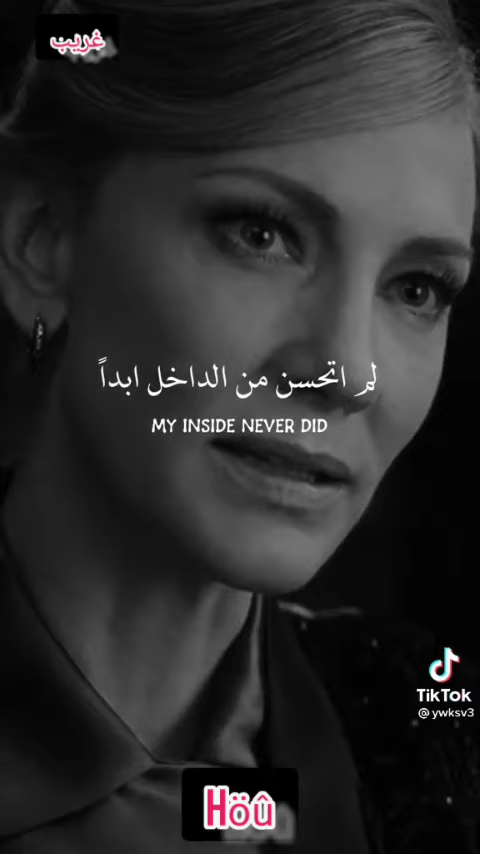 غريب
لم اتحسن من الداخل ابداً
MY INSIDE NEVER DID
TikTok
@ywksv3
Höû